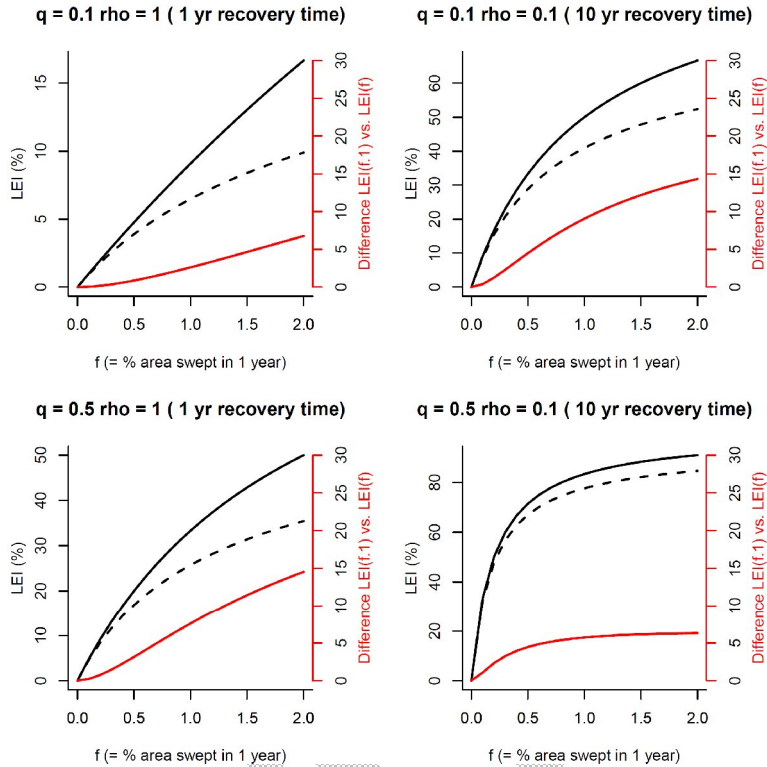 q = 0.1 rho = 1 ( 1 yr recovery time)
LEI (%)
0
5
10
15
0.0 0.5 1.0 1.5 2.0
f (= % area swept in 1 year)
0
5
10
15
20
25
30
Difference LEI(f.1) vs. LEI(f)
q = 0.1 rho = 0.1 ( 10 yr recovery time)
LEI (%)
0
10
20
30
40
50
60
0.0 0.5 1.0 1.5 2.0
f (= % area swept in 1 year)
0
5
10
15
20
25
30
Difference LEI(f.1) vs. LEI(f)
q = 0.5 rho = 1 ( 1 yr recovery time)
LEI (%)
0
10
20
30
40
50
0.0 0.5 1.0 1.5 2.0
f (= % area swept in 1 year)
0
5
10
15
20
25
30
Difference LEI(f.1) vs. LEI(f)
q = 0.5 rho = 0.1 ( 10 yr recovery time)
LEI (%)
0
20
40
60
80
0.0 0.5 1.0 1.5 2.0
f (= % area swept in 1 year)
0
5
10
15
20
25
30
Difference LEI(f.1) vs. LEI(f)